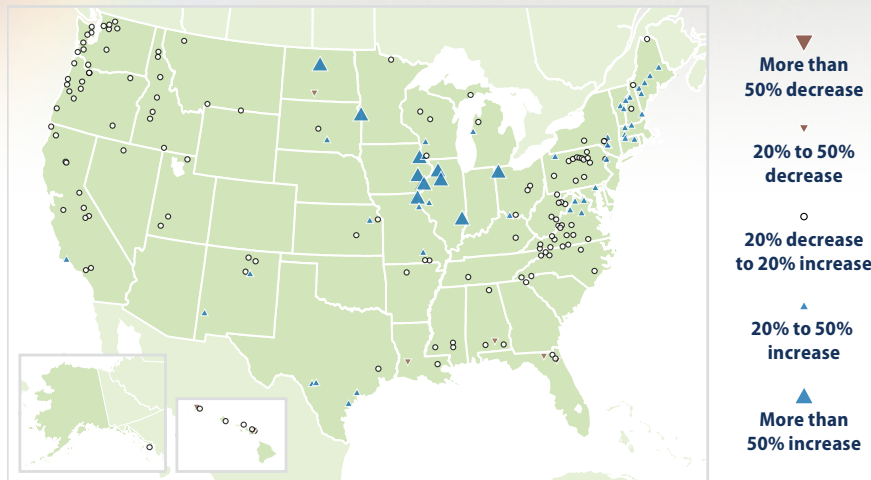 More than
50% decrease
20% to 50%
decrease
20% decrease
to 20% increase
20% to 50%
increase
More than
50% increase